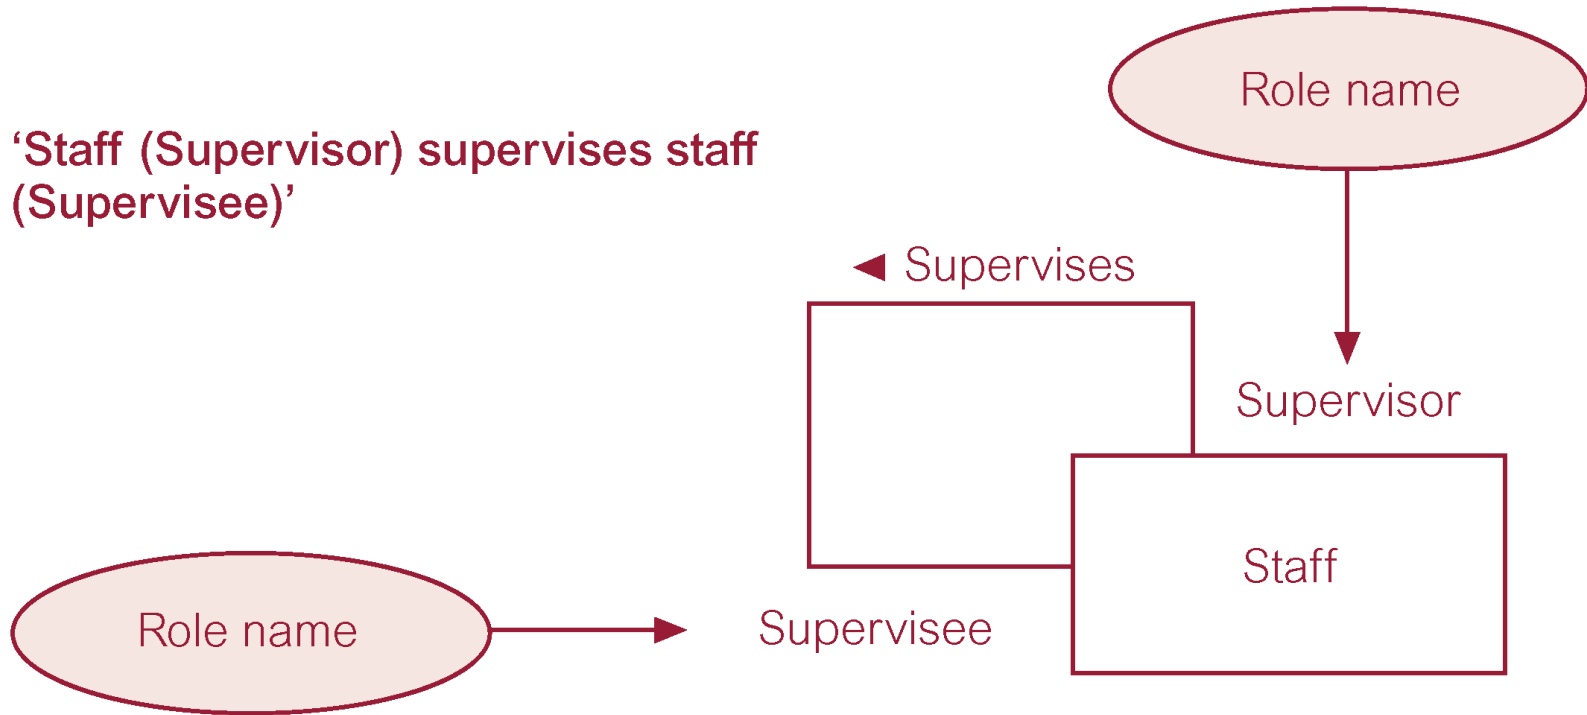 Role name
‘Staff (Supervisor) supervises staff
(Supervisee)’
◄ Supervises
Supervisor
Staff
Role name
Supervisee